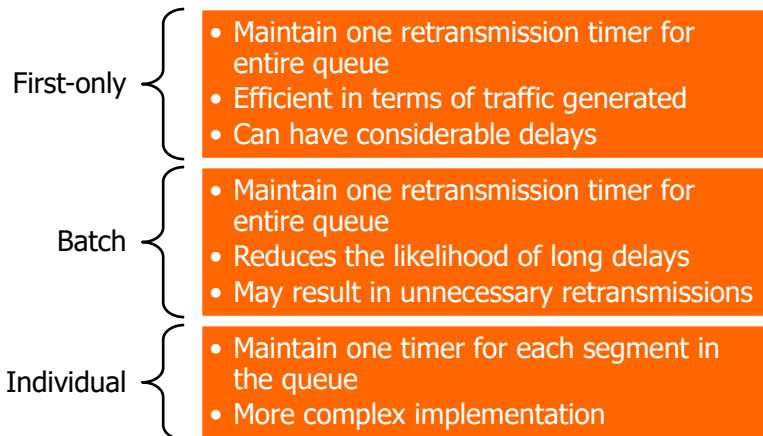 First-only
• Maintain one retransmission timer for
entire queue
• Efficient in terms of traffic generated
• Can have considerable delays
Batch
• Maintain one retransmission timer for
entire queue
• Reduces the likelihood of long delays
• May result in unnecessary retransmissions
Individual
• Maintain one timer for each segment in
the queue
• More complex implementation